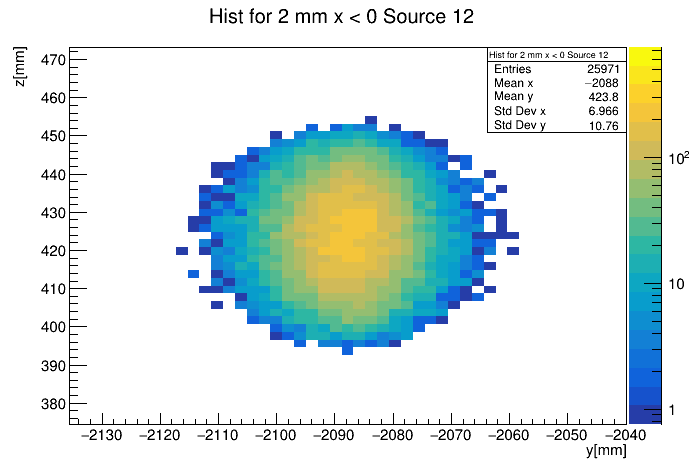 Hist for 2 mm x < 0 Source 12
z[mm]
Hist for 2 mm x < 0 Source 12
Entries 25971
Mean x −2088
Mean y 423.8
Std Dev x 6.966
Std Dev y 10.76
470
460
450
440
430
420
410
400
390
380
10²
10
1
−2130 −2120 −2110 −2100 −2090 −2080 −2070 −2060 −2050 −2040
y[mm]